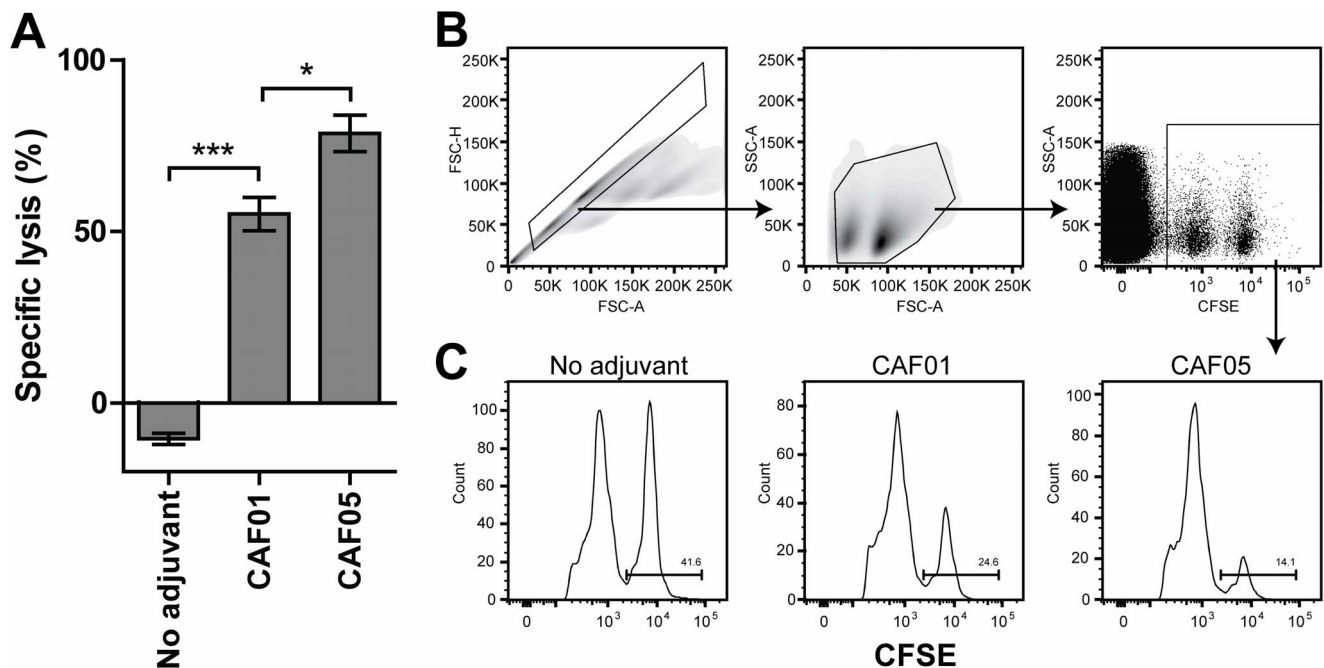 A
Specific lysis (%)
100
50
0
***
*
No adjuvant
CAF01
CAF05
B
FSC-H
250K
200K
150K
100K
50K
0
0 50K 100K 150K 200K 250K
FSC-A
SSC-A
250K
200K
150K
100K
50K
0
0 50K 100K 150K 200K 250K
FSC-A
SSC-A
250K
200K
150K
100K
50K
0
0 10³ 10⁴ 10⁵
CFSE
C
No adjuvant
Count
100
80
60
40
20
0
41.6
0 10³ 10⁴ 10⁵
CAF01
Count
80
60
40
20
0
24.6
0 10³ 10⁴ 10⁵
CAF05
Count
100
80
60
40
20
0
14.1
0 10³ 10⁴ 10⁵
CFSE